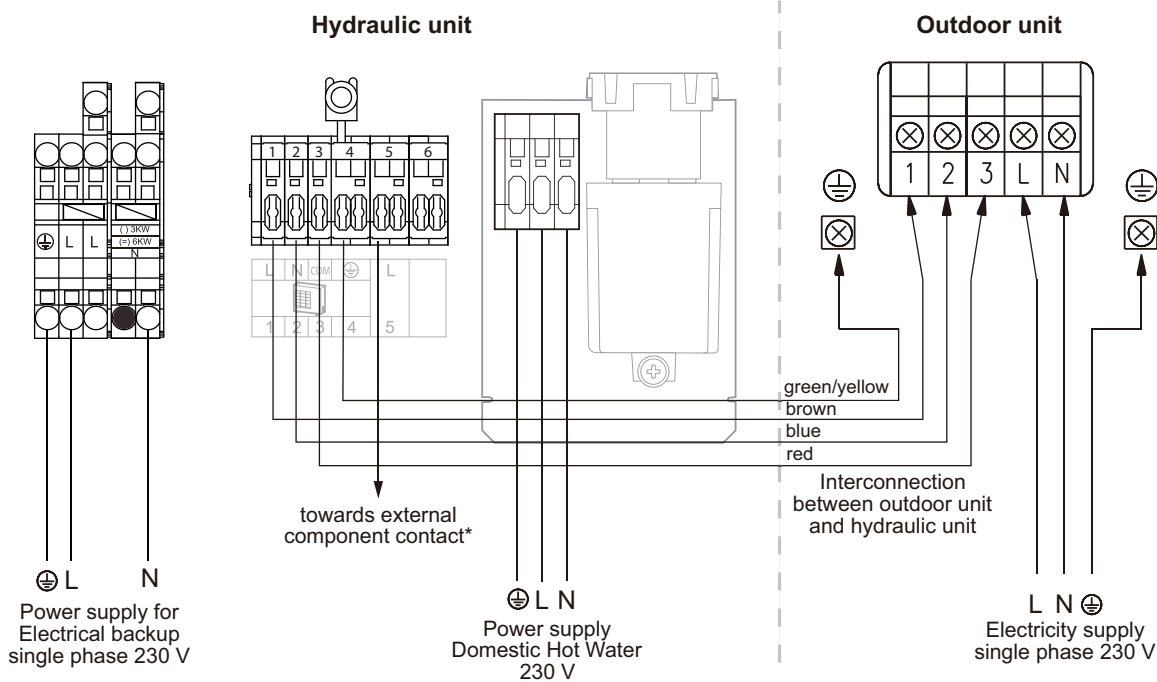 Hydraulic unit
Outdoor unit
1 2 3 4 5 6
L N COM L
1 2 3 4 5
L L
( ) 3KW
(=) 6KW
N
1 2 3 L N
green/yellow
brown
blue
red
Interconnection
between outdoor unit
and hydraulic unit
towards external
component contact*
L N
Power supply for
Electrical backup
single phase 230 V
L N
Power supply
Domestic Hot Water
230 V
L N
Electricity supply
single phase 230 V